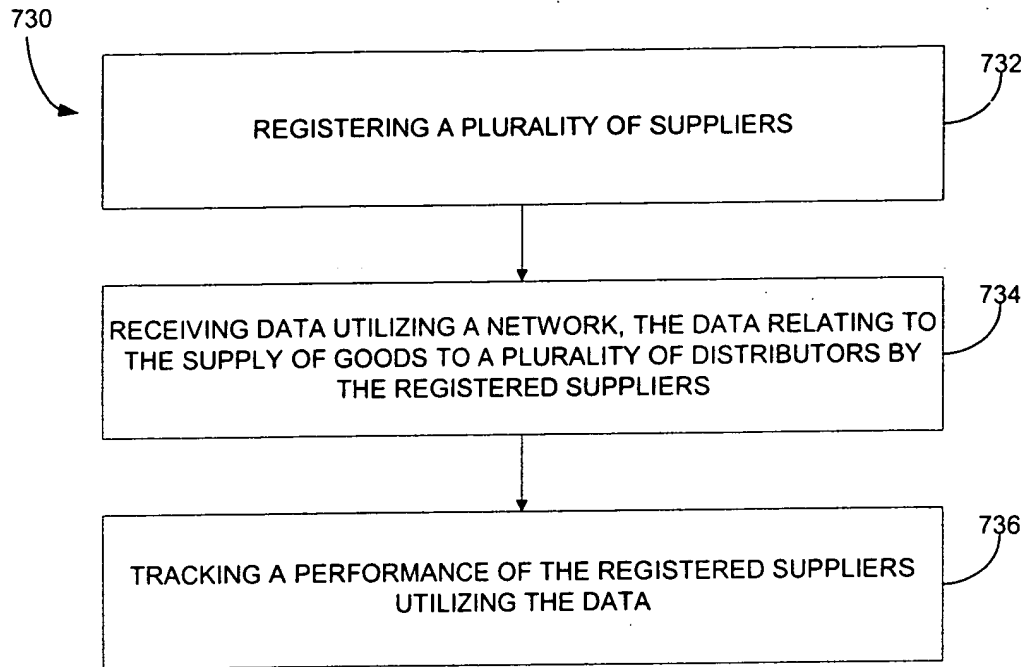 730
732
REGISTERING A PLURALITY OF SUPPLIERS
734
RECEIVING DATA UTILIZING A NETWORK, THE DATA RELATING TO
THE SUPPLY OF GOODS TO A PLURALITY OF DISTRIBUTORS BY
THE REGISTERED SUPPLIERS
736
TRACKING A PERFORMANCE OF THE REGISTERED SUPPLIERS
UTILIZING THE DATA